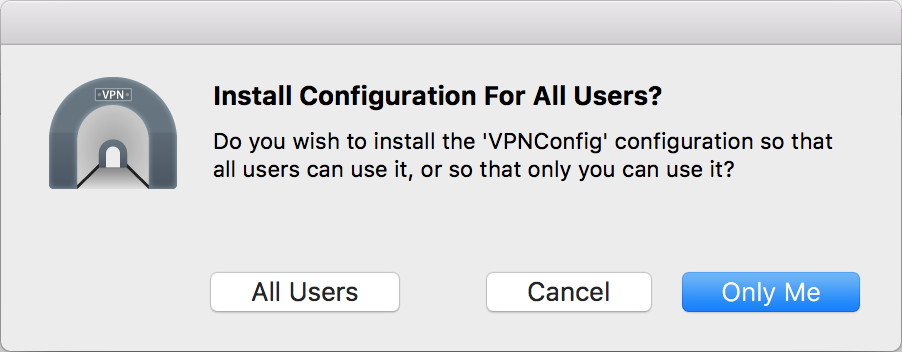 VPN
Install Configuration For All Users?
Do you wish to install the 'VPNConfig' configuration so that
all users can use it, or so that only you can use it?
All Users
Cancel
Only Me